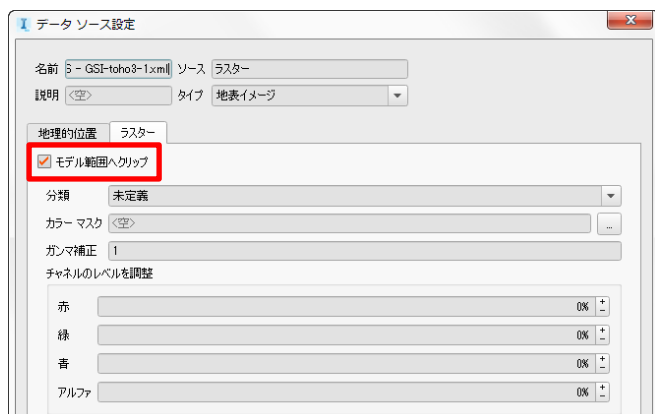 データ ソース設定
名前 S - GSI-toho3-1.xml ソース ラスター
説明 <空> タイプ 地表イメージ
地理的位置 ラスター
モデル範囲へクリップ
分類 未定義
カラー マスク <空> ...
ガンマ補正 1
チャネルのレベルを調整
赤 0%
緑 0%
青 0%
アルファ 0%